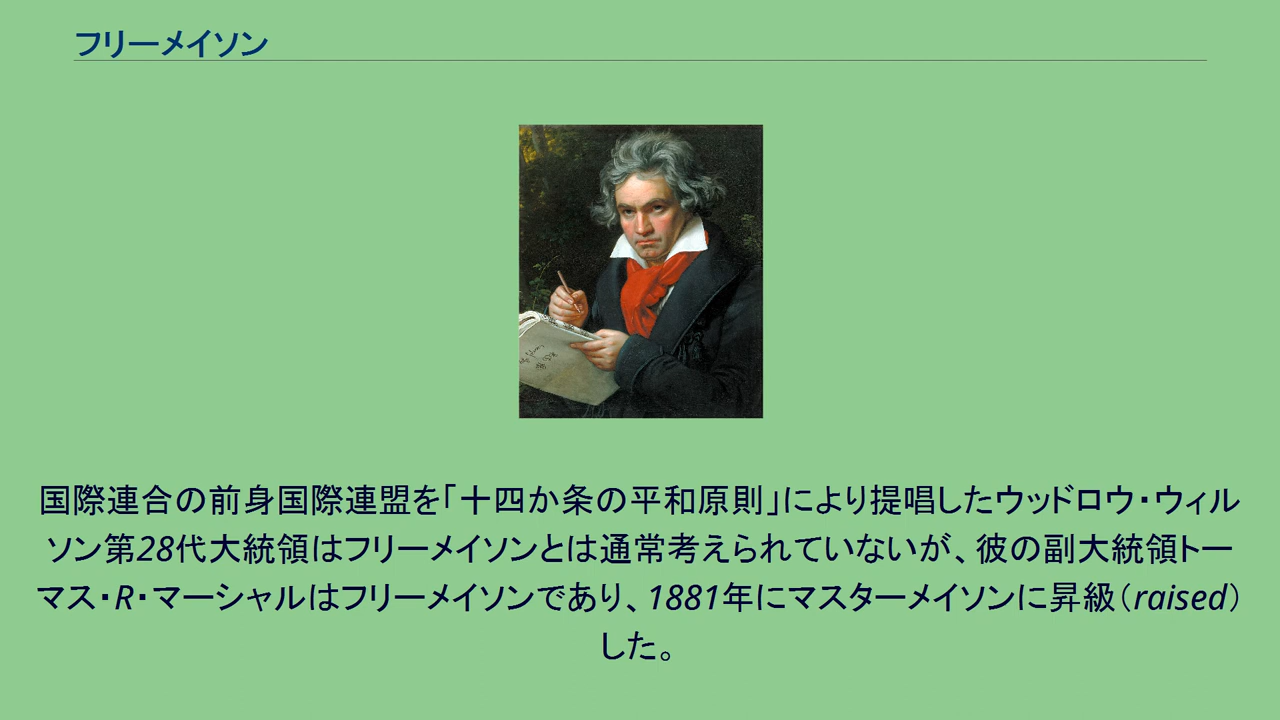 フリーメイソン
国際連合の前身国際連盟を「十四か条の平和原則」により提唱したウッドロウ・ウィル
ソン第28代大統領はフリーメイソンとは通常考えられていないが、彼の副大統領トー
マス・R・マーシャルはフリーメイソンであり、1881年にマスターメイソンに昇級（raised）
した。